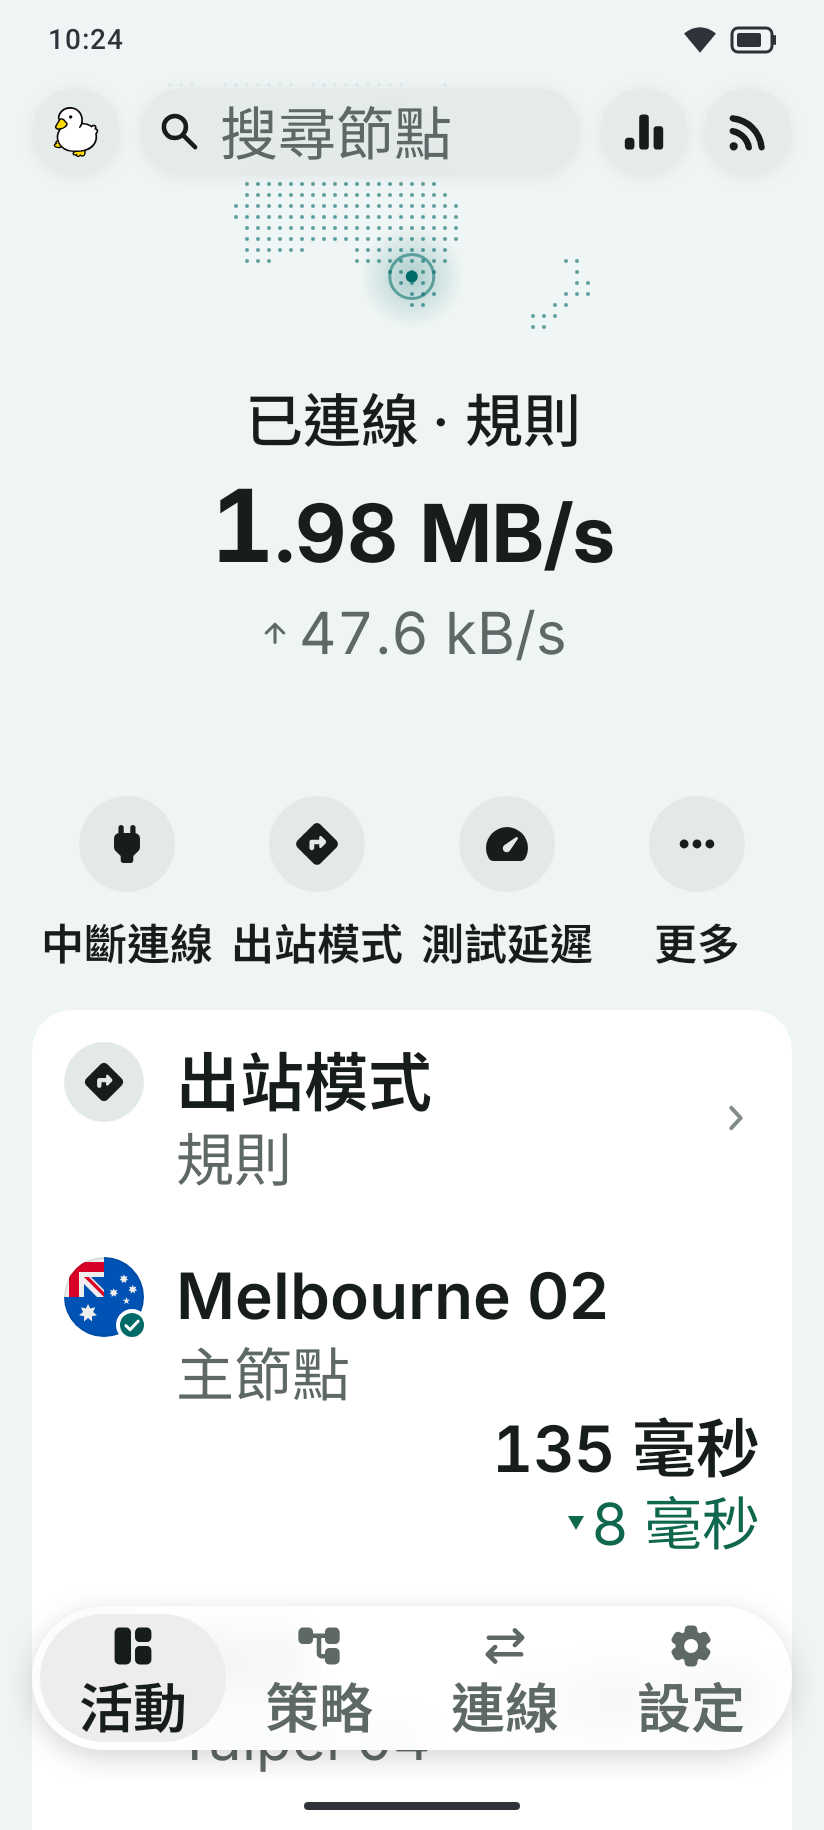 10:24
搜尋節點
已連線 · 規則
1.98 MB/s
47.6 kB/s
中斷連線 出站模式 測試延遲 更多
出站模式
規則
Melbourne 02
主節點
135 毫秒
8 毫秒
活動 策略 連線 設定
Taipei 04